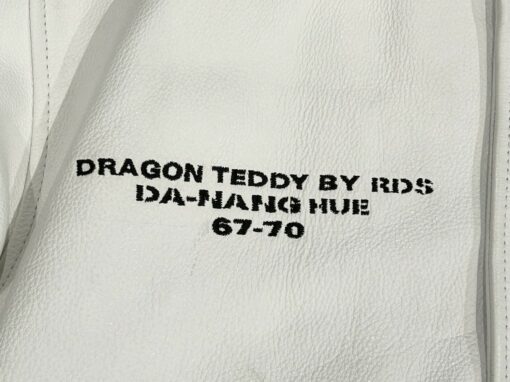 DRAGON TEDDY BY RDS
DA-NANG HUE
67-70